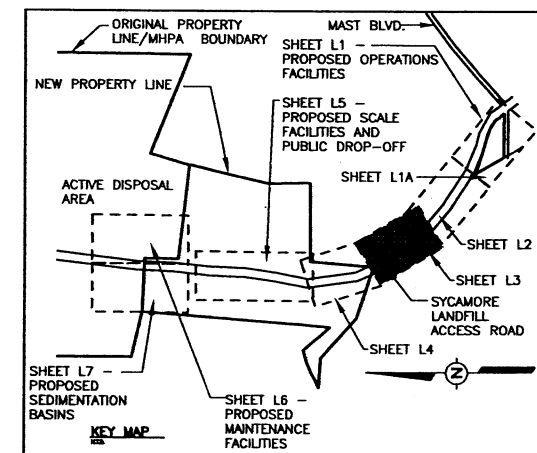 ORIGINAL PROPERTY
LINE/MHPA BOUNDARY
MAST BLVD.
SHEET L1 –
PROPOSED OPERATIONS
FACILITIES
NEW PROPERTY LINE
SHEET L5 –
PROPOSED SCALE
FACILITIES AND
PUBLIC DROP-OFF
SHEET L1A
ACTIVE DISPOSAL
AREA
SHEET L2
SHEET L3
SYCAMORE
LANDFILL
ACCESS ROAD
SHEET L4
SHEET L7 –
PROPOSED
SEDIMENTATION
BASINS
SHEET L6 –
PROPOSED
MAINTENANCE
FACILITIES
N
KEY MAP